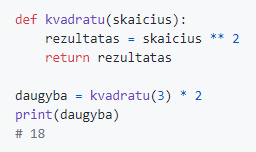 def kvadratu(skaicius):
    rezultatas = skaicius ** 2
    return rezultatas

daugyba = kvadratu(3) * 2
print(daugyba)
# 18